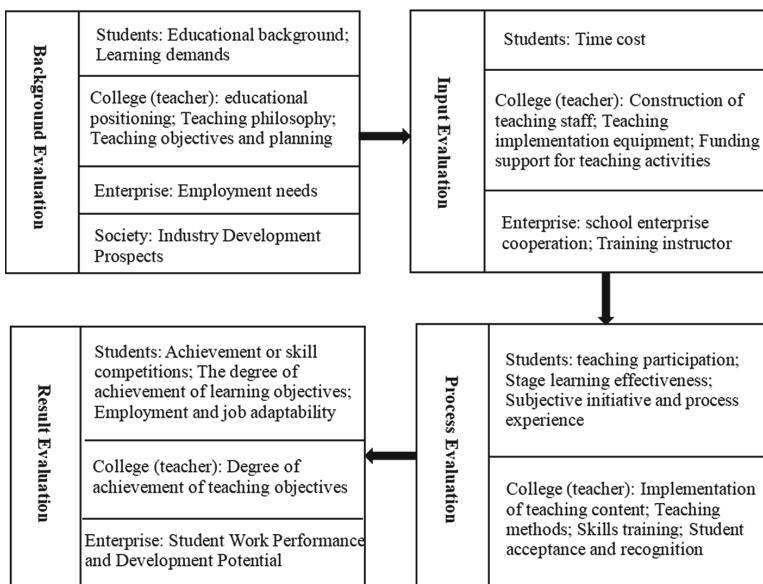 Background Evaluation
Students: Educational background;
Learning demands
College (teacher): educational
positioning; Teaching philosophy;
Teaching objectives and planning
Enterprise: Employment needs
Society: Industry Development
Prospects
Input Evaluation
Students: Time cost
College (teacher): Construction of
teaching staff; Teaching
implementation equipment; Funding
support for teaching activities
Enterprise: school enterprise
cooperation; Training instructor
Process Evaluation
Students: teaching participation;
Stage learning effectiveness;
Subjective initiative and process
experience
College (teacher): Implementation
of teaching content; Teaching
methods; Skills training; Student
acceptance and recognition
Result Evaluation
Students: Achievement or skill
competitions; The degree of
achievement of learning objectives;
Employment and job adaptability
College (teacher): Degree of
achievement of teaching objectives
Enterprise: Student Work Performance
and Development Potential